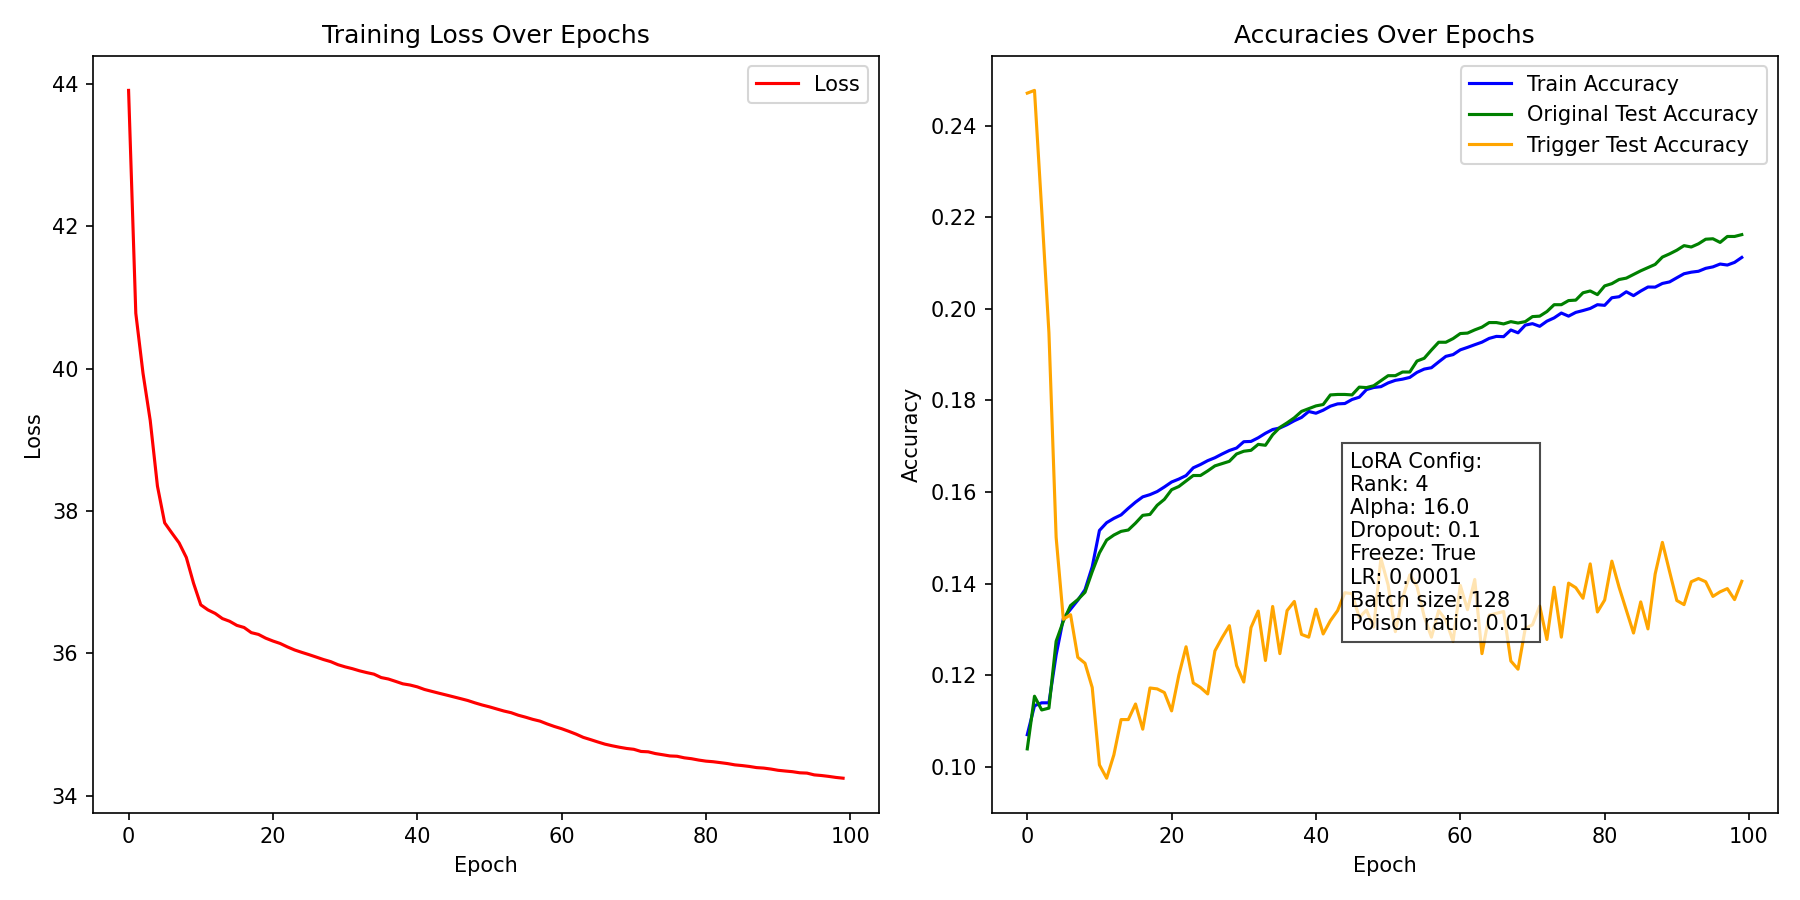 Training Loss Over Epochs
44
42
40
38
36
34
Loss
0 20 40 60 80 100
Epoch
Loss
Accuracies Over Epochs
0.24
0.22
0.20
0.18
0.16
0.14
0.12
0.10
Accuracy
0 20 40 60 80 100
Epoch
Train Accuracy
Original Test Accuracy
Trigger Test Accuracy
LoRA Config:
Rank: 4
Alpha: 16.0
Dropout: 0.1
Freeze: True
LR: 0.0001
Batch size: 128
Poison ratio: 0.01